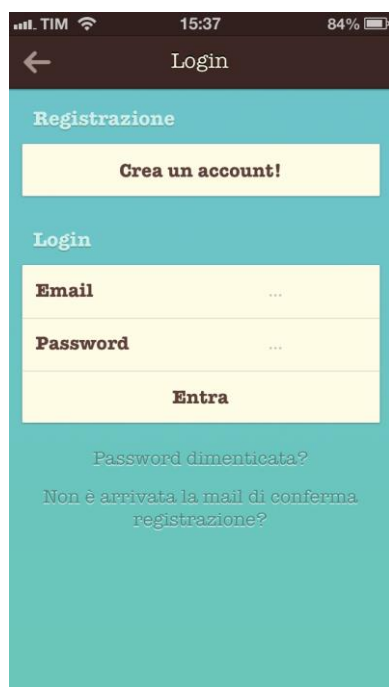 TIM 15:37 84%
Login
Registrazione
Crea un account!
Login
Email ...
Password ...
Entra
Password dimenticata?
Non è arrivata la mail di conferma
registrazione?